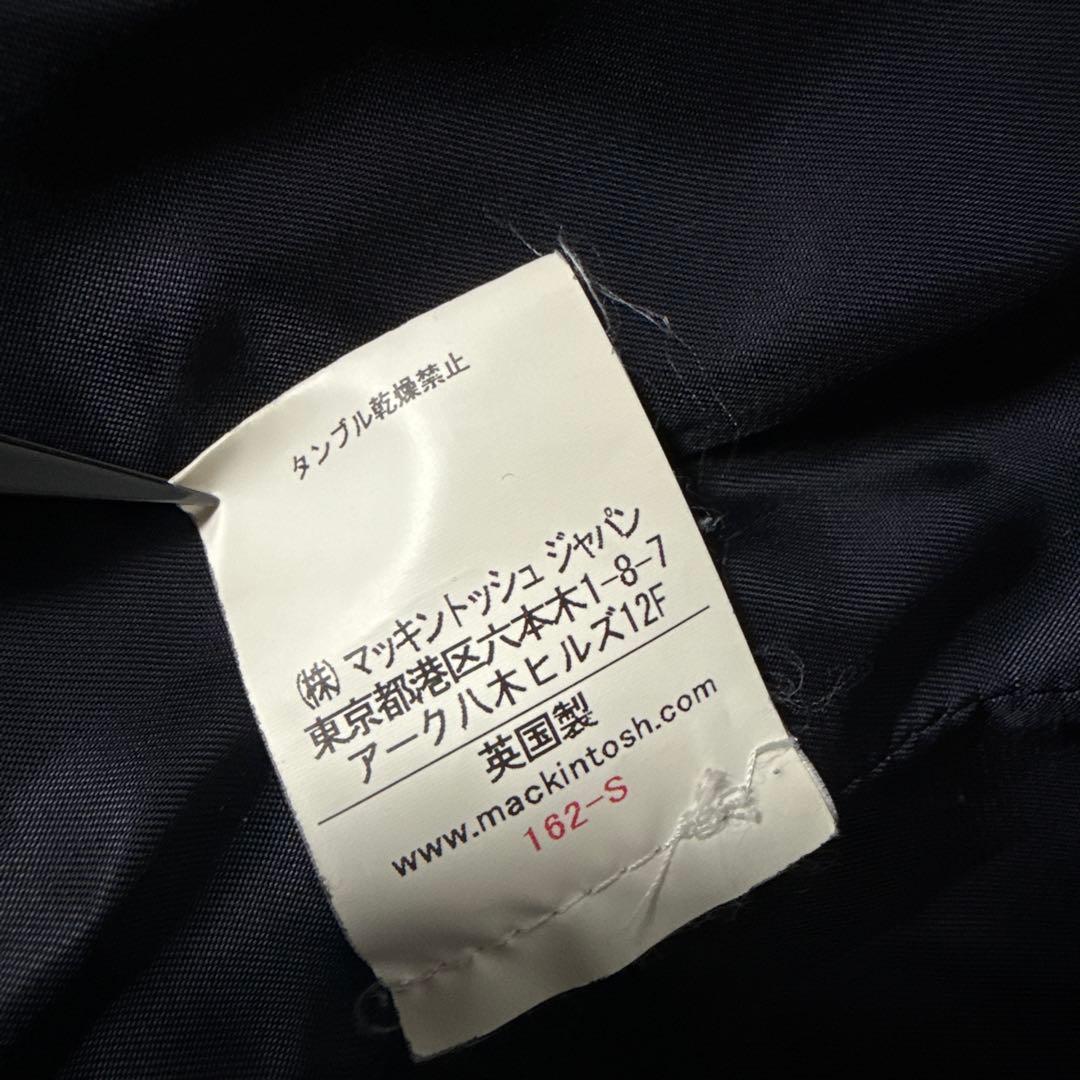 タンブル乾燥禁止
㈱ マッキントッシュ ジャパン
東京都港区六本木1-8-7
アーク八木ヒルズ12F
英国製
www.mackintosh.com
162-S